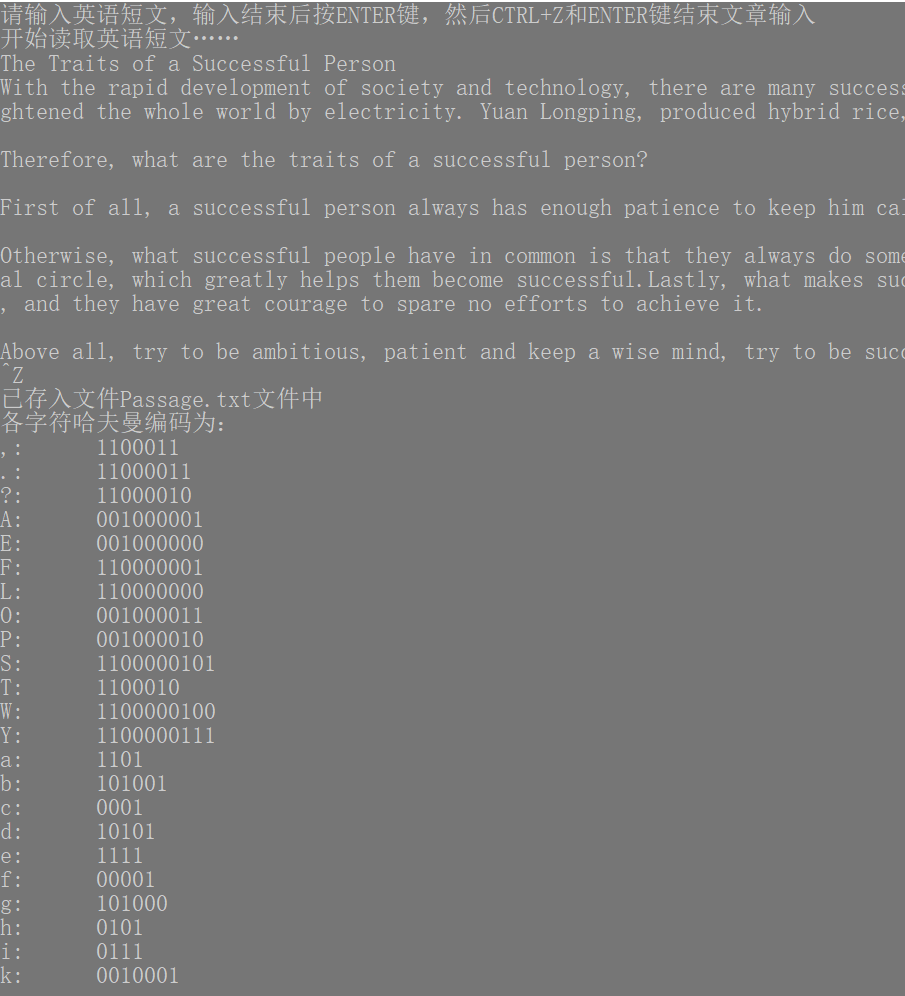 请输入英语短文，输入结束后按ENTER键，然后CTRL+Z和ENTER键结束文章输入
开始读取英语短文……
The Traits of a Successful Person
With the rapid development of society and technology, there are many success
ghtened the whole world by electricity. Yuan Longping, produced hybrid rice,
Therefore, what are the traits of a successful person?
First of all, a successful person always has enough patience to keep him cal
Otherwise, what successful people have in common is that they always do some
al circle, which greatly helps them become successful.Lastly, what makes suc
, and they have great courage to spare no efforts to achieve it.
Above all, try to be ambitious, patient and keep a wise mind, try to be succ
^Z
已存入文件Passage.txt文件中
各字符哈夫曼编码为:
,: 1100011
.: 11000011
?: 11000010
A: 001000001
E: 001000000
F: 110000001
L: 110000000
O: 001000011
P: 001000010
S: 1100000101
T: 1100010
W: 1100000100
Y: 1100000111
a: 1101
b: 101001
c: 0001
d: 10101
e: 1111
f: 00001
g: 101000
h: 0101
i: 0111
k: 0010001